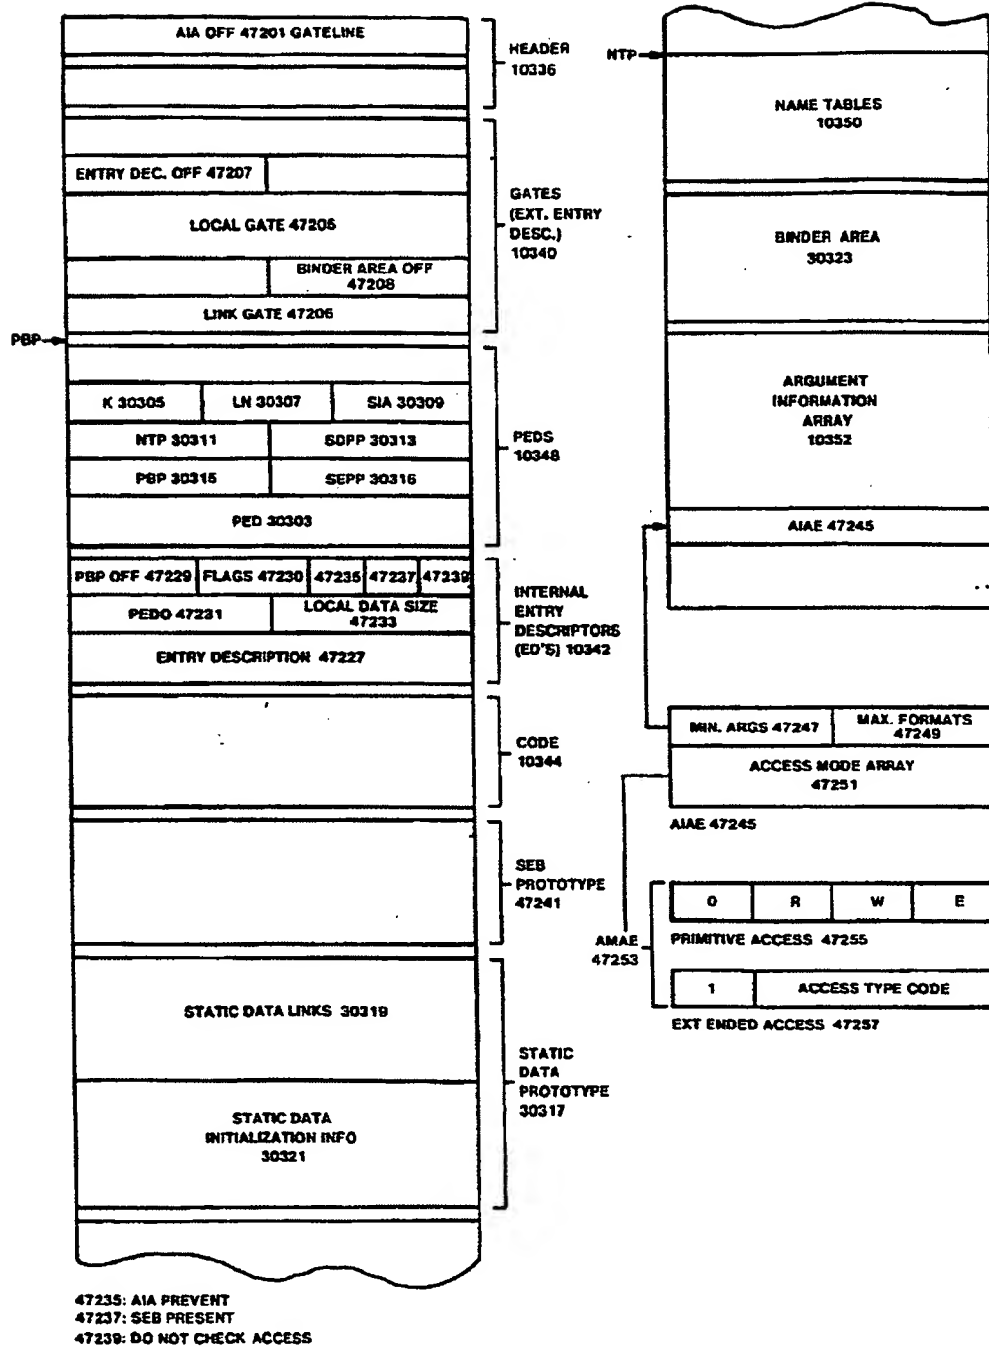 AIA OFF 47201 GATELINE
HEADER
10336
ENTRY DEC. OFF 47207
LOCAL GATE 47205
BINDER AREA OFF
47208
LINK GATE 47206
GATES
(EXT. ENTRY
DESC.)
10340
PBP
K 30305
LN 30307
SIA 30309
NTP 30311
SDPP 30313
PBP 30315
SEPP 30316
PED 30303
PEDS
10348
PBP OFF 47229
FLAGS 47230
47235
47237
47239
PEDO 47231
LOCAL DATA SIZE
47233
ENTRY DESCRIPTION 47227
INTERNAL
ENTRY
DESCRIPTORS
(ED'S) 10342
CODE
10344
SEB
PROTOTYPE
47241
STATIC DATA LINKS 30319
STATIC DATA
INITIALIZATION INFO
30321
STATIC
DATA
PROTOTYPE
30317
47235: AIA PREVENT
47237: SEB PRESENT
47239: DO NOT CHECK ACCESS
NTP
NAME TABLES
10350
BINDER AREA
30323
ARGUMENT
INFORMATION
ARRAY
10352
AIAE 47245
MIN. ARGS 47247
MAX. FORMATS
47249
ACCESS MODE ARRAY
47251
AIAE 47245
AMAE
47253
0
R
W
E
PRIMITIVE ACCESS 47255
1
ACCESS TYPE CODE
EXT ENDED ACCESS 47257